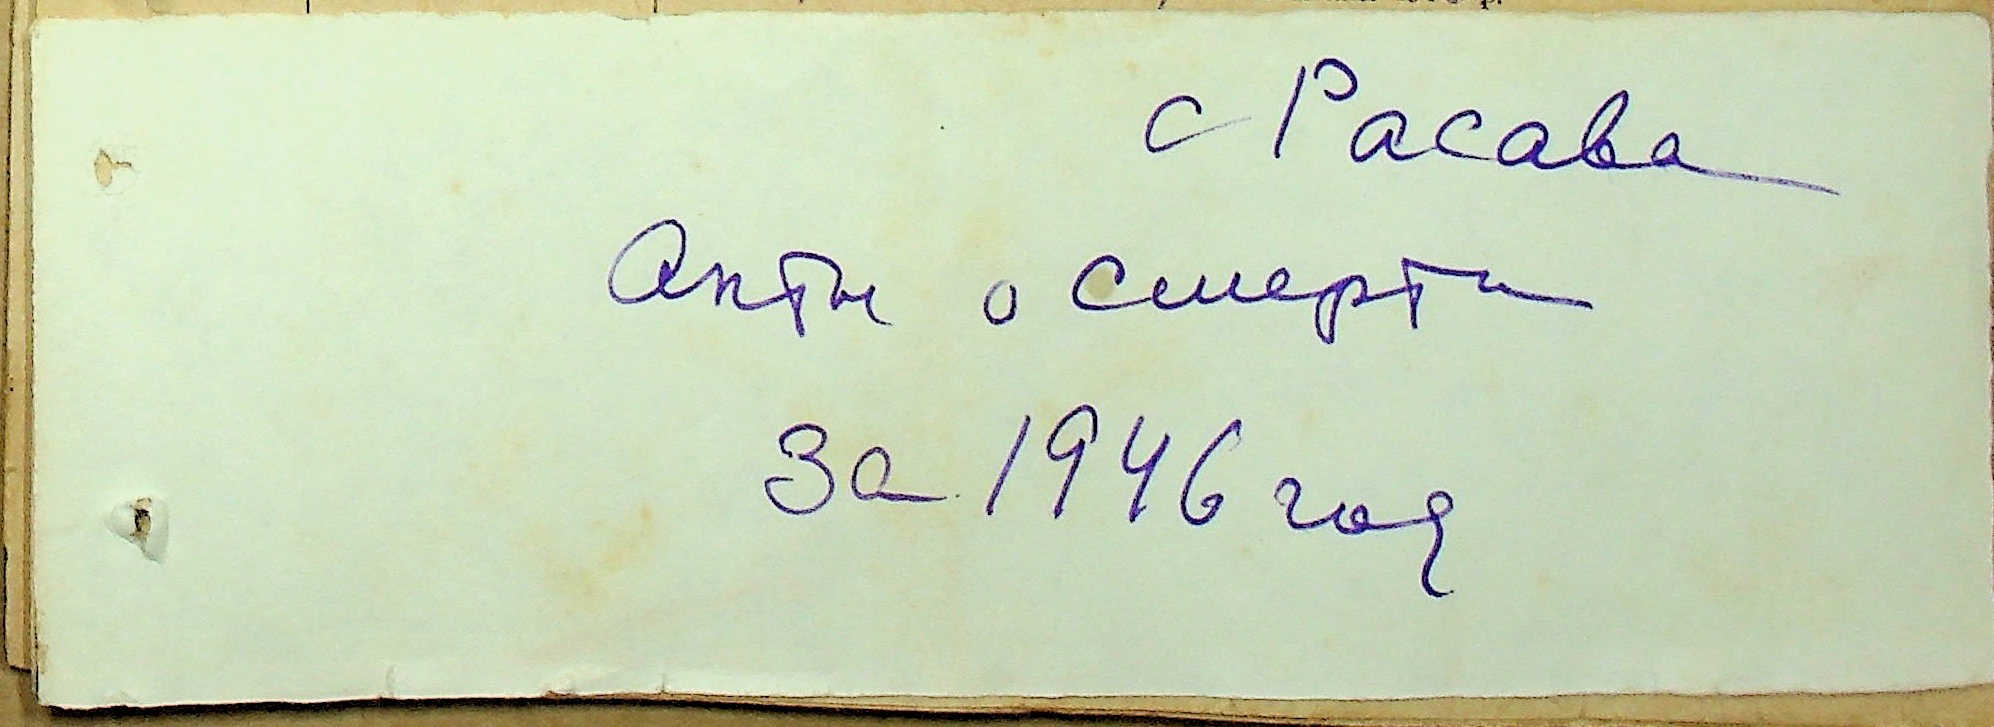 с Расава
Акты о смерти
За 1946 год